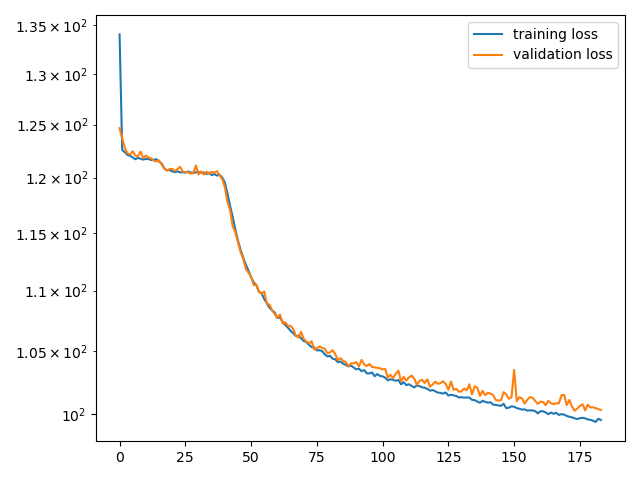 training loss
validation loss
1.35 × 10²
1.3 × 10²
1.25 × 10²
1.2 × 10²
1.15 × 10²
1.1 × 10²
1.05 × 10²
10²
0 25 50 75 100 125 150 175